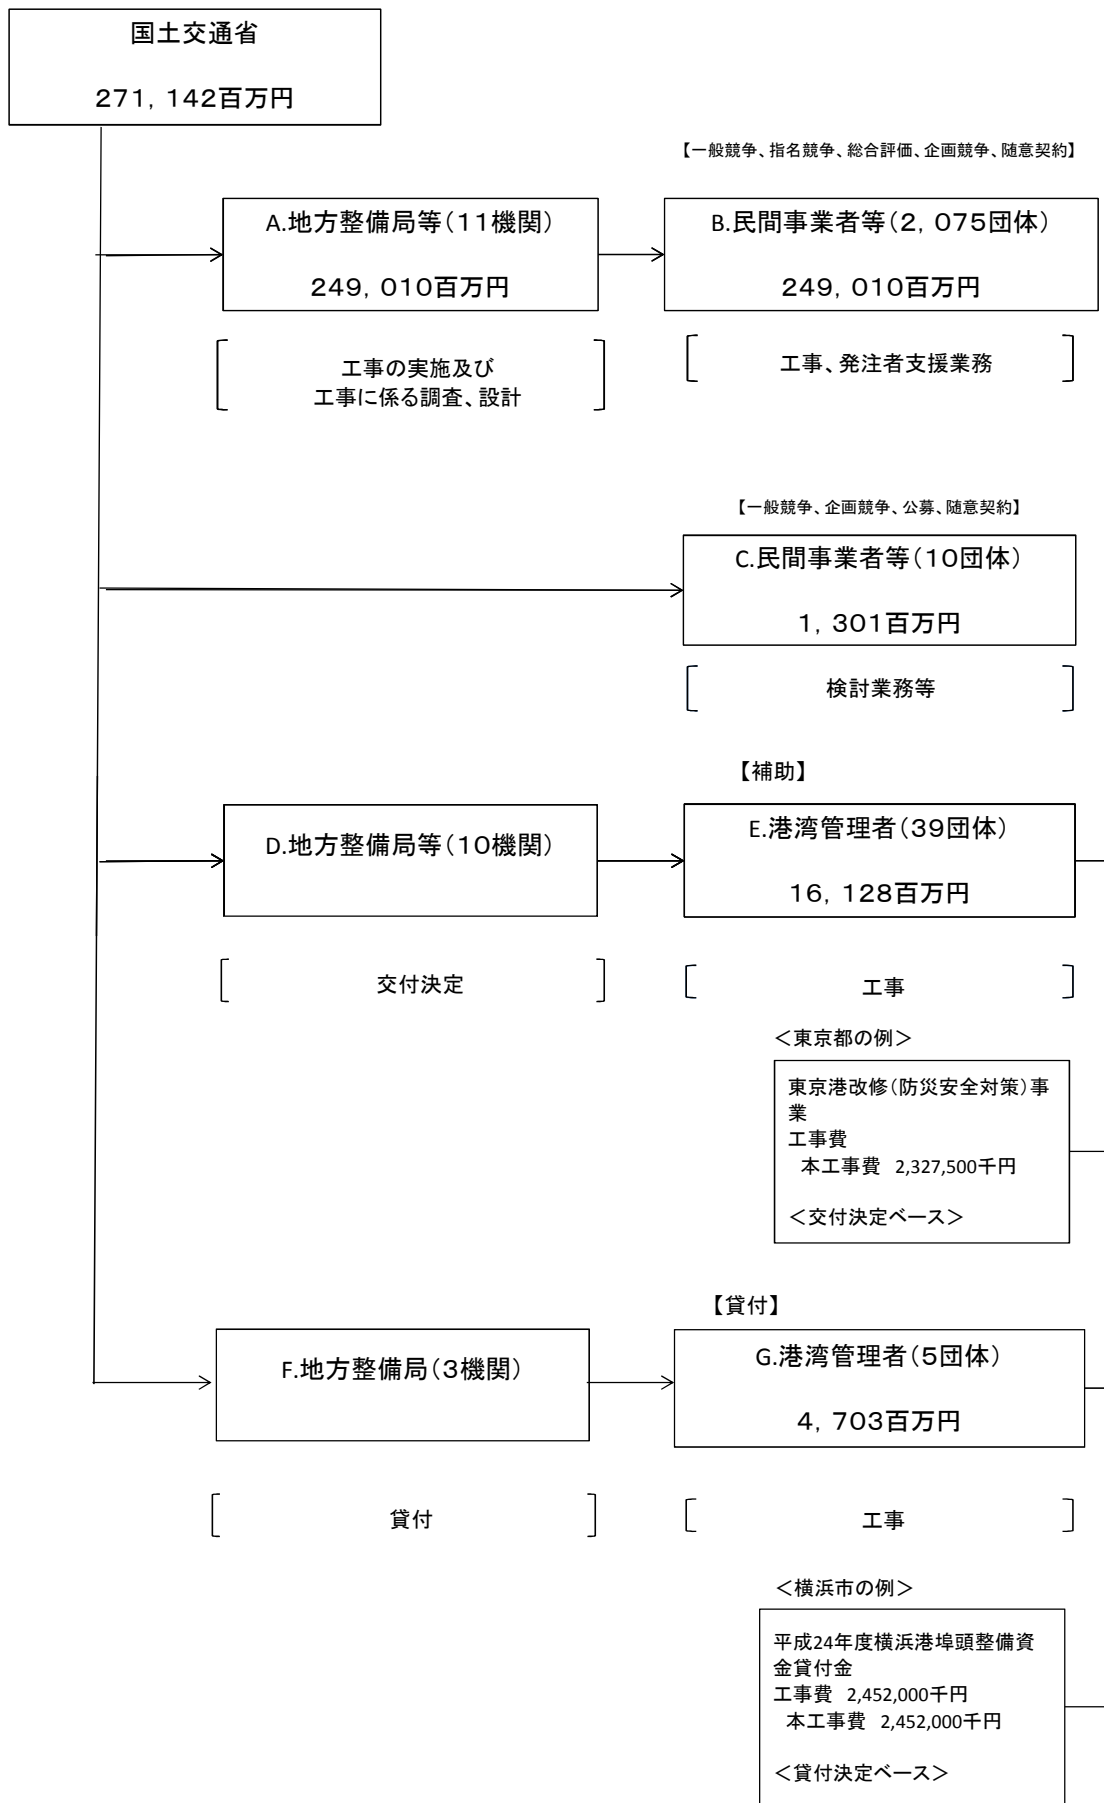 国土交通省
271，142百万円
【一般競争、指名競争、総合評価、企画競争、随意契約】
A.地方整備局等（11機関）
249，010百万円
B.民間事業者等（2，075団体）
249，010百万円
工事の実施及び
工事に係る調査、設計
工事、発注者支援業務
【一般競争、企画競争、公募、随意契約】
C.民間事業者等（10団体）
1，301百万円
検討業務等
【補助】
D.地方整備局等（10機関）
E.港湾管理者（39団体）
16，128百万円
交付決定
工事
＜東京都の例＞
東京港改修（防災安全対策）事
業
工事費
本工事費 2,327,500千円
＜交付決定ベース＞
【貸付】
F.地方整備局（3機関）
G.港湾管理者（5団体）
4，703百万円
貸付
工事
＜横浜市の例＞
平成24年度横浜港埠頭整備資
金貸付金
工事費 2,452,000千円
本工事費 2,452,000千円
＜貸付決定ベース＞